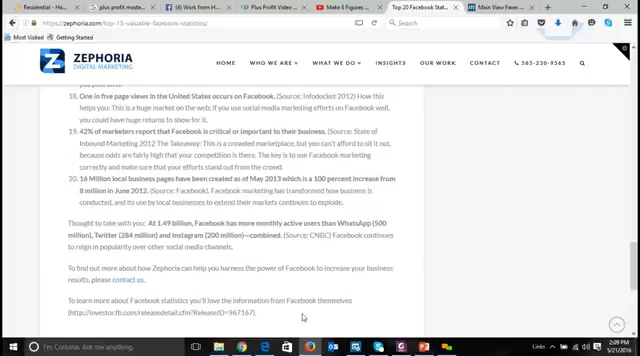 Residential - Ho...
plus profit maste...
Work from H...
Plus Profit Video ...
Make 6 Figures ...
Top 20 Facebook Stat...
Main View Faxes ...
https://zephoria.com/top-15-valuable-facebook-statistics/
Search
Most Visited
Getting Started
ZEPHORIA
DIGITAL MARKETING
HOME
WHO WE ARE
WHAT WE DO
INSIGHTS
OUR WORK
CONTACT
585-230-9565
18. One in five page views in the United States occurs on Facebook. (Source: Infodocket 2012) How this
helps you: This is a huge market on the web; if you use social media marketing efforts on Facebook well,
you could have huge returns to show for it.
19. 42% of marketers report that Facebook is critical or important to their business. (Source: State of
Inbound Marketing 2012 The Takeaway: This is a crowded marketplace, but you can't afford to sit it out,
because odds are fairly high that your competition is there. The key is to use Facebook marketing
correctly and make sure that your efforts stand out from the crowd.
20. 16 Million local business pages have been created as of May 2013 which is a 100 percent increase from
8 million in June 2012. (Source: Facebook). Facebook marketing has transformed how business is
conducted, and its use by local businesses to extend their markets continues to explode.
Thought to take with you: At 1.49 billion, Facebook has more monthly active users than WhatsApp (500
million), Twitter (284 million) and Instagram (200 million)—combined. (Source: CNBC) Facebook continues
to reign in popularity over other social media channels.
To find out more about how Zephoria can help you harness the power of Facebook to increase your business
results, please contact us.
To learn more about Facebook statistics you'll love the information from Facebook themselves
(http://investor.fb.com/releasedetail.cfm?ReleaseID=967167).
I'm Cortana. Ask me anything.
Links
2:09 PM
5/21/2016